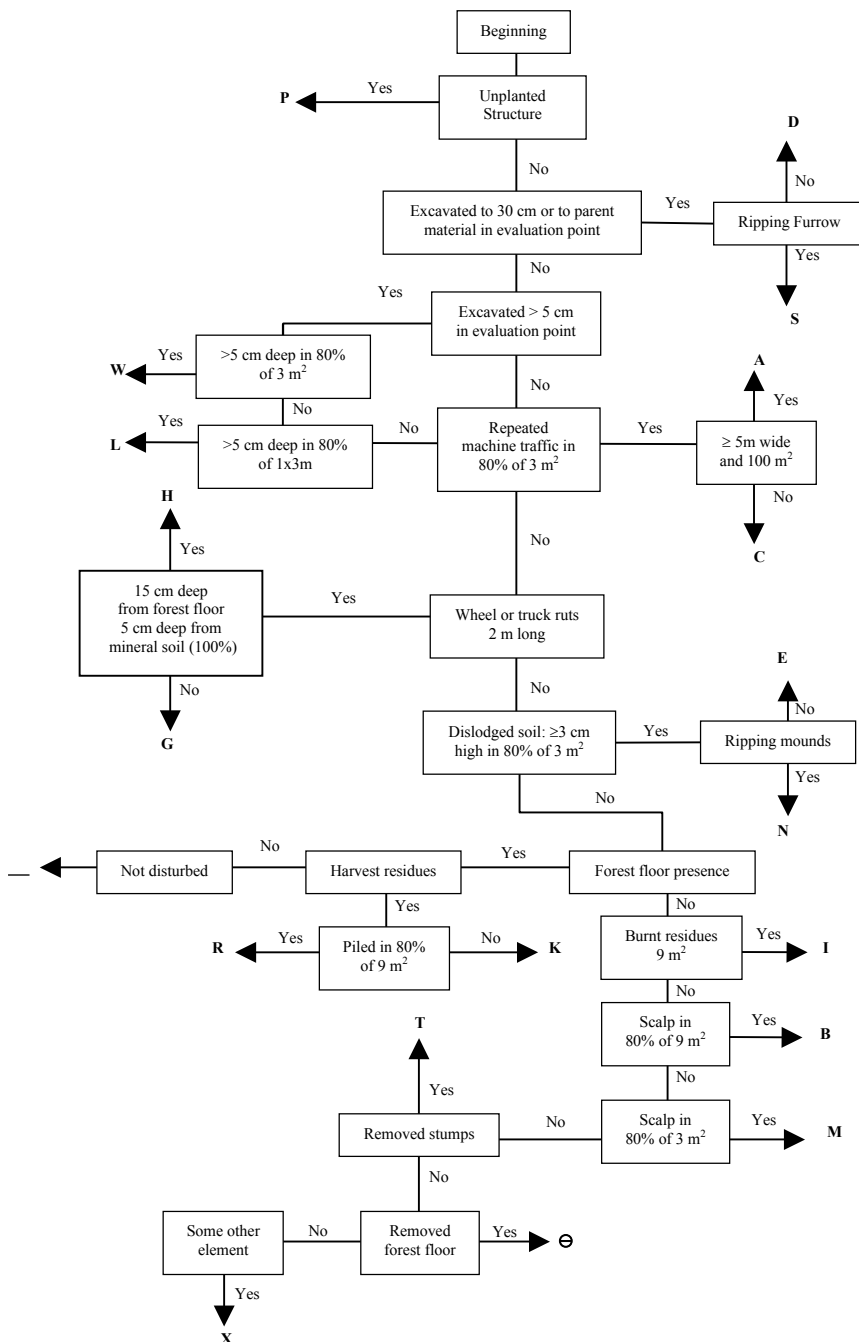 Beginning
P
Yes
Unplanted
Structure
D
No
No
Excavated to 30 cm or to parent
material in evaluation point
Yes
Ripping Furrow
Yes
No
S
Yes
Excavated > 5 cm
in evaluation point
W
Yes
>5 cm deep in 80%
of 3 m²
No
No
A
Yes
L
Yes
>5 cm deep in 80%
of 1x3m
No
Repeated
machine traffic in
80% of 3 m²
Yes
≥ 5m wide
and 100 m²
No
C
H
Yes
No
15 cm deep
from forest floor
5 cm deep from
mineral soil (100%)
Yes
Wheel or truck ruts
2 m long
No
G
No
E
No
Dislodged soil: ≥3 cm
high in 80% of 3 m²
Yes
Ripping mounds
Yes
N
No
—
Not disturbed
No
Harvest residues
Yes
Forest floor presence
Yes
No
R
Yes
Piled in 80%
of 9 m²
No
K
Burnt residues
9 m²
Yes
I
No
Scalp in
80% of 9 m²
Yes
B
No
T
Yes
Removed stumps
No
Scalp in
80% of 3 m²
Yes
M
No
Some other
element
No
Removed
forest floor
Yes
Ɵ
Yes
X